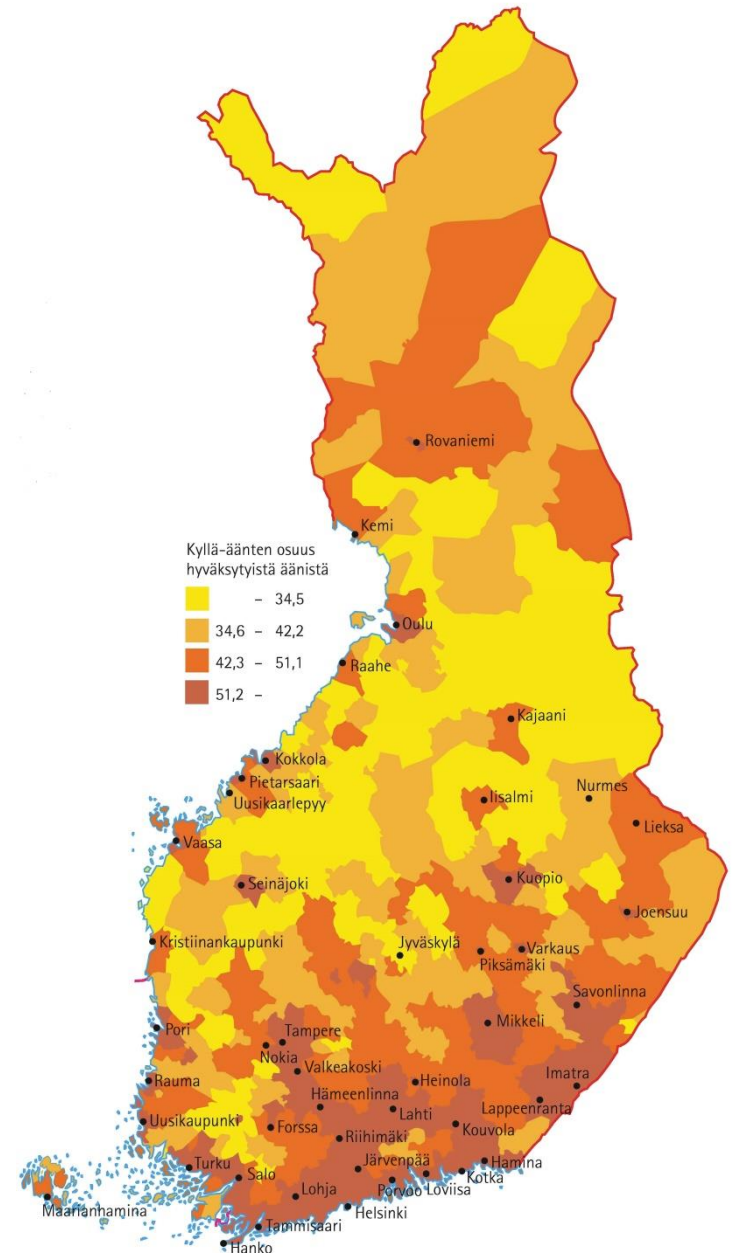 Rovaniemi
Kemi
Kyllä-äänten osuus
hyväksytyistä äänistä
– 34,5
34,6 – 42,2
42,3 – 51,1
51,2 –
Oulu
Raahe
Kajaani
Kokkola
Pietarsaari
Uusikaarlepyy
Iisalmi
Nurmes
Lieksa
Vaasa
Seinäjoki
Kuopio
Joensuu
Kristiinankaupunki
Jyväskylä
Varkaus
Piksämäki
Savonlinna
Pori
Tampere
Mikkeli
Nokia
Valkeakoski
Imatra
Rauma
Heinola
Hämeenlinna
Lappeenranta
Lahti
Uusikaupunki
Forssa
Kouvola
Riihimäki
Turku
Salo
Järvenpää
Hamina
Kotka
Maarianhamina
Lohja
Porvoo
Loviisa
Helsinki
Tammisaari
Hanko